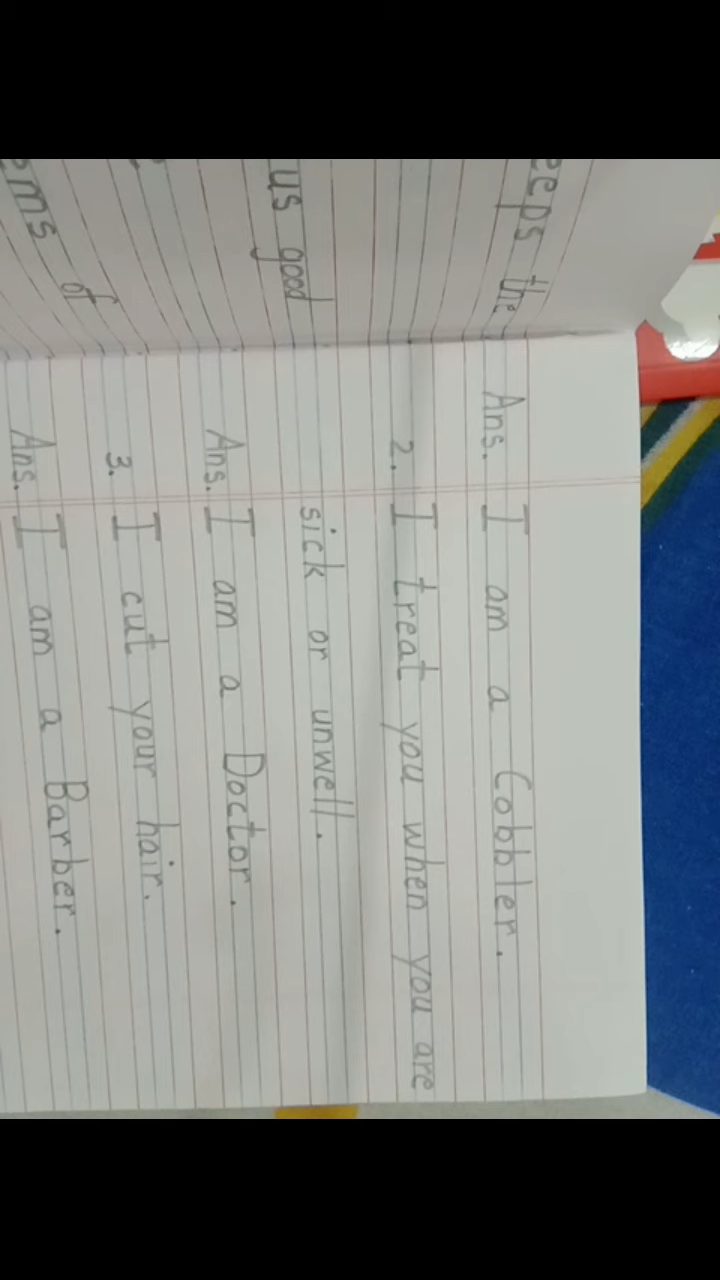 eeps the
us good
ems of
Ans. I am a Cobbler.
2. I treat you when you are
sick or unwell.
Ans. I am a Doctor.
3. I cut your hair.
Ans. I am a Barber.